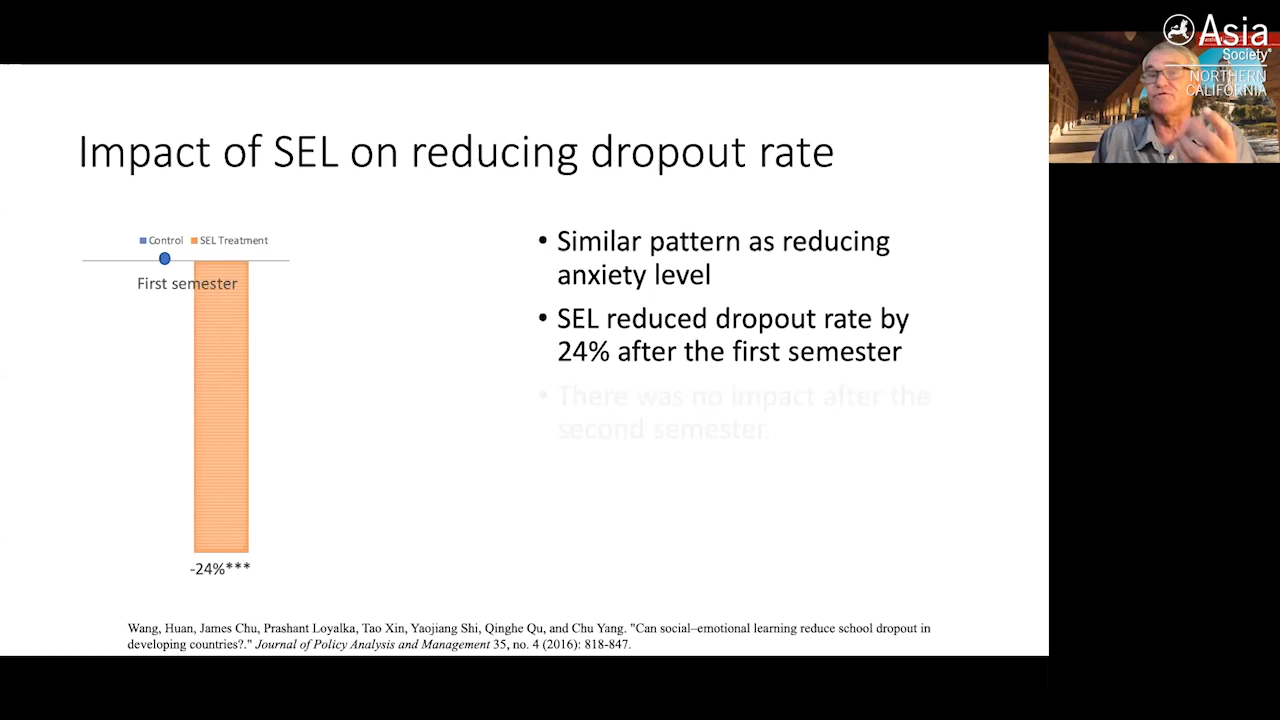 Asia
Society
NORTHERN
CALIFORNIA
Impact of SEL on reducing dropout rate
Control SEL Treatment
First semester
-24%***
• Similar pattern as reducing
anxiety level
• SEL reduced dropout rate by
24% after the first semester
• There was no impact after the
second semester.
Wang, Huan, James Chu, Prashant Loyalka, Tao Xin, Yaojiang Shi, Qinghe Qu, and Chu Yang. "Can social–emotional learning reduce school dropout in
developing countries?." Journal of Policy Analysis and Management 35, no. 4 (2016): 818-847.